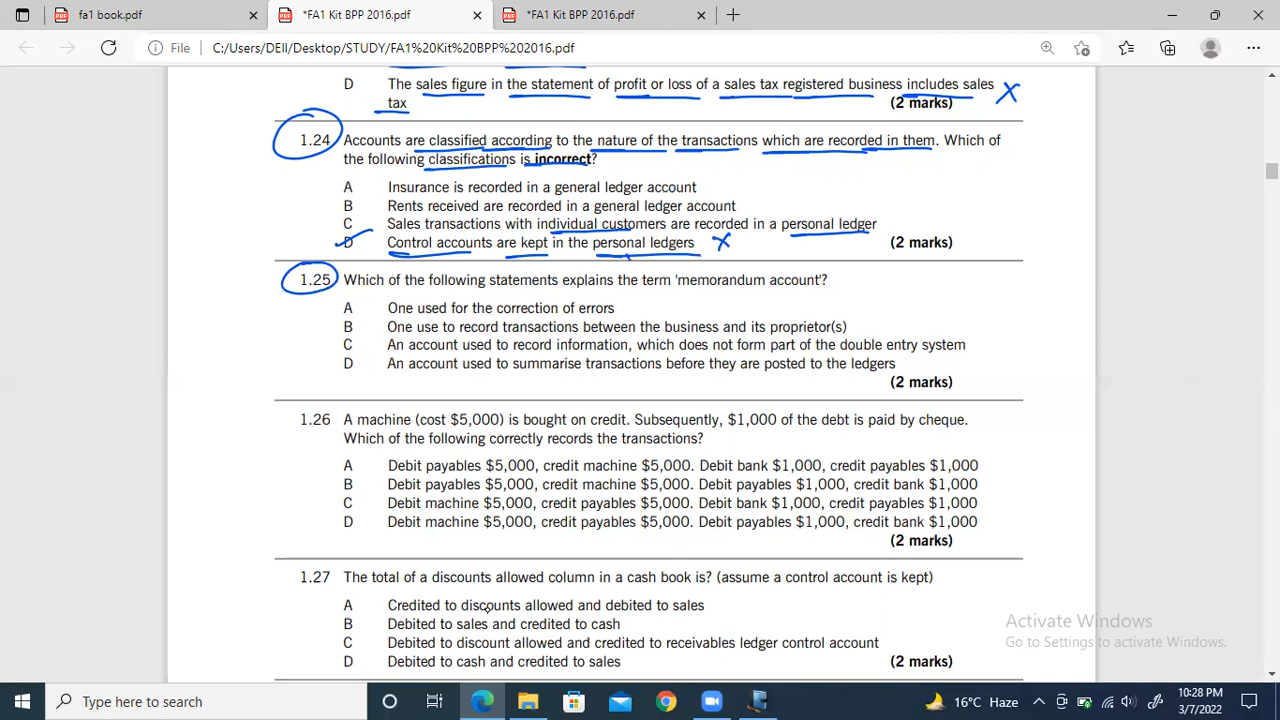 fa1 book.pdf
*FA1 Kit BPP 2016.pdf
*FA1 Kit BPP 2016.pdf
File
C:/Users/DEll/Desktop/STUDY/FA1%20Kit%20BPP%202016.pdf
D The sales figure in the statement of profit or loss of a sales tax registered business includes sales
tax (2 marks)
1.24 Accounts are classified according to the nature of the transactions which are recorded in them. Which of
the following classifications is incorrect?
A Insurance is recorded in a general ledger account
B Rents received are recorded in a general ledger account
C Sales transactions with individual customers are recorded in a personal ledger
D Control accounts are kept in the personal ledgers (2 marks)
1.25 Which of the following statements explains the term 'memorandum account'?
A One used for the correction of errors
B One use to record transactions between the business and its proprietor(s)
C An account used to record information, which does not form part of the double entry system
D An account used to summarise transactions before they are posted to the ledgers
(2 marks)
1.26 A machine (cost $5,000) is bought on credit. Subsequently, $1,000 of the debt is paid by cheque.
Which of the following correctly records the transactions?
A Debit payables $5,000, credit machine $5,000. Debit bank $1,000, credit payables $1,000
B Debit payables $5,000, credit machine $5,000. Debit payables $1,000, credit bank $1,000
C Debit machine $5,000, credit payables $5,000. Debit bank $1,000, credit payables $1,000
D Debit machine $5,000, credit payables $5,000. Debit payables $1,000, credit bank $1,000
(2 marks)
1.27 The total of a discounts allowed column in a cash book is? (assume a control account is kept)
A Credited to discounts allowed and debited to sales
B Debited to sales and credited to cash
C Debited to discount allowed and credited to receivables ledger control account
D Debited to cash and credited to sales (2 marks)
Activate Windows
Go to Settings to activate Windows.
Type here to search
16°C Haze
10:28 PM
3/7/2022